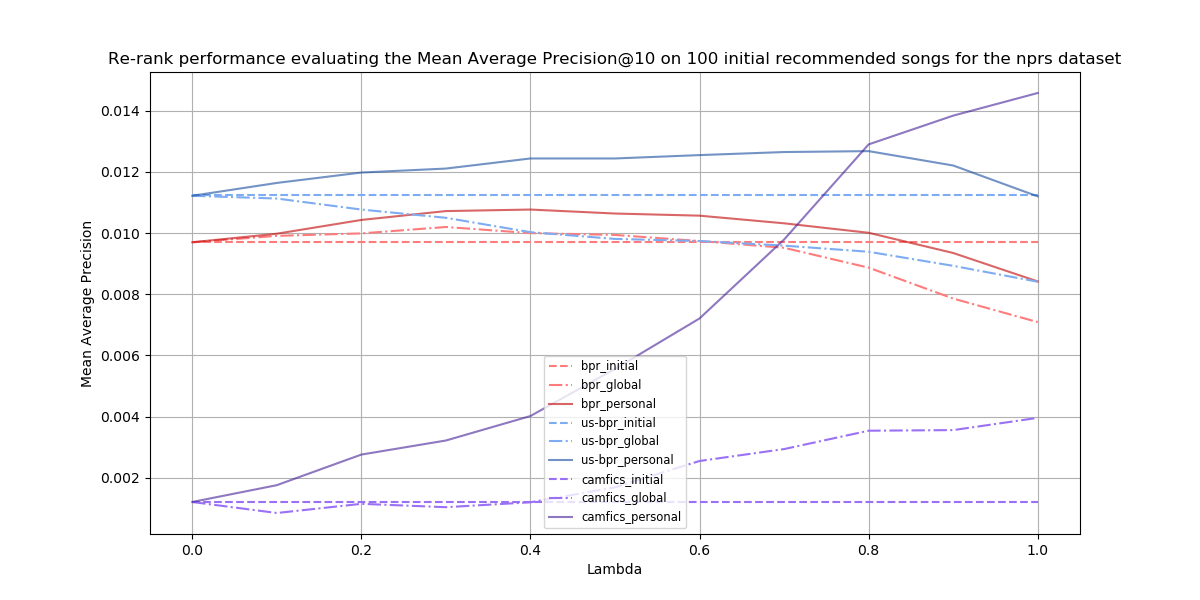 Re-rank performance evaluating the Mean Average Precision@10 on 100 initial recommended songs for the nprs dataset
Mean Average Precision
0.014
0.012
0.010
0.008
0.006
0.004
0.002
bpr_initial
bpr_global
bpr_personal
us-bpr_initial
us-bpr_global
us-bpr_personal
camfics_initial
camfics_global
camfics_personal
0.0 0.2 0.4 0.6 0.8 1.0
Lambda